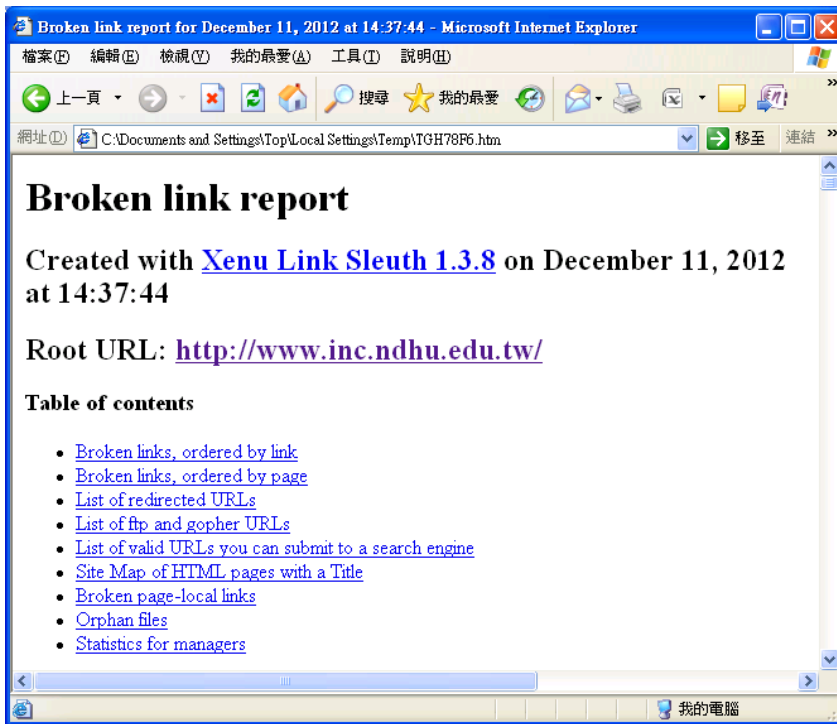 Broken link report for December 11, 2012 at 14:37:44 - Microsoft Internet Explorer
檔案(F) 編輯(E) 檢視(V) 我的最愛(A) 工具(T) 說明(H)
上一頁 搜尋 我的最愛 »
網址(D) C:\Documents and Settings\Top\Local Settings\Temp\TGH78F6.htm 移至 連結 »
Broken link report
Created with Xenu Link Sleuth 1.3.8 on December 11, 2012
at 14:37:44
Root URL: http://www.inc.ndhu.edu.tw/
Table of contents
• Broken links, ordered by link
• Broken links, ordered by page
• List of redirected URLs
• List of ftp and gopher URLs
• List of valid URLs you can submit to a search engine
• Site Map of HTML pages with a Title
• Broken page-local links
• Orphan files
• Statistics for managers
我的電腦